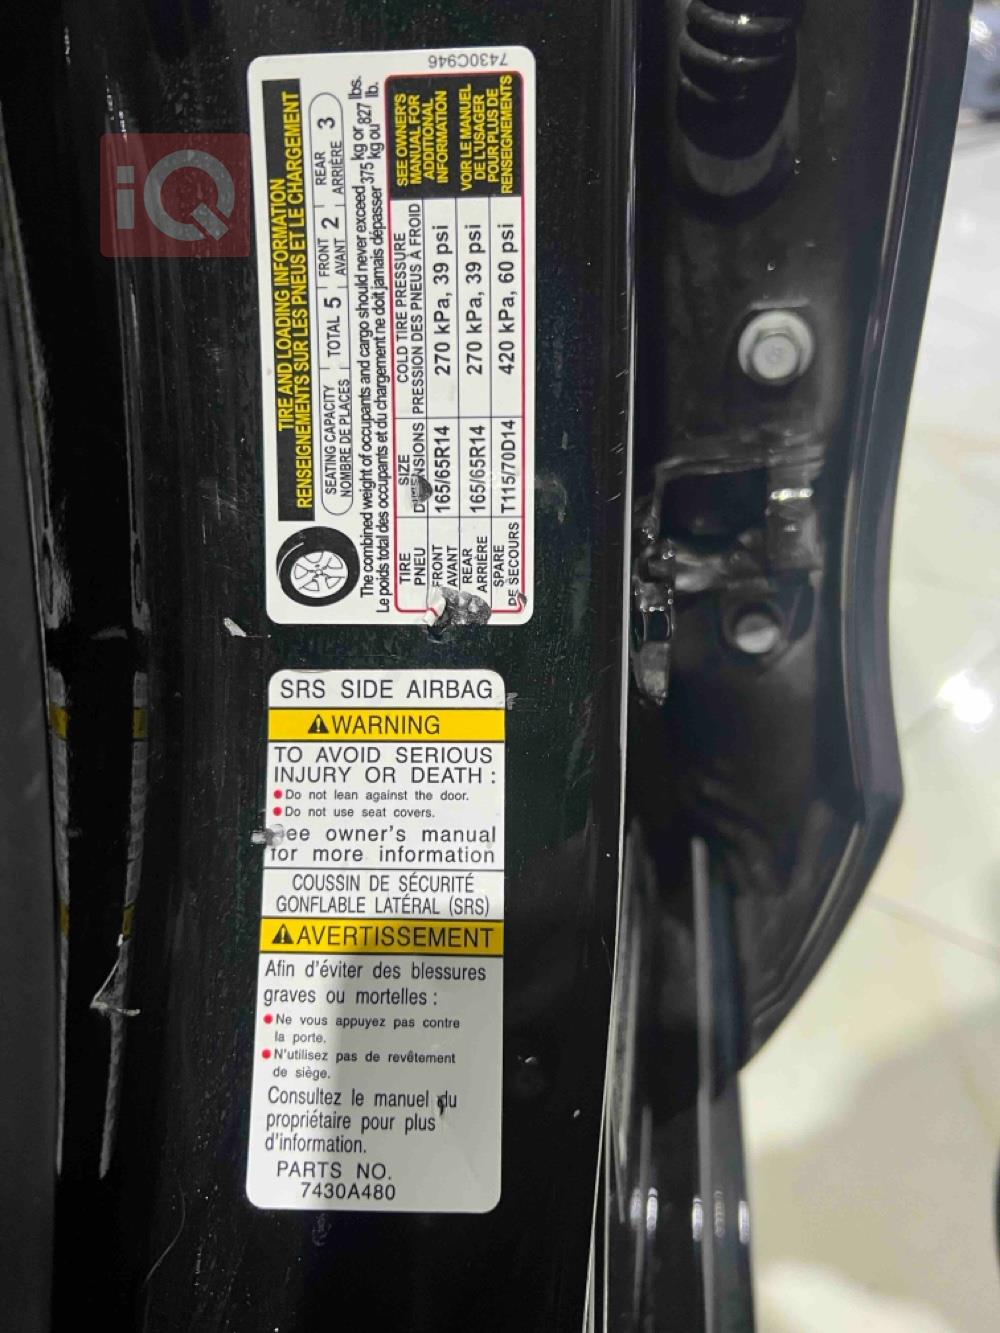 iQ
7430C946
TIRE AND LOADING INFORMATION
RENSEIGNEMENTS SUR LES PNEUS ET LE CHARGEMENT
SEATING CAPACITY
NOMBRE DE PLACES
TOTAL 5
FRONT
AVANT 2
REAR
ARRIÈRE 3
The combined weight of occupants and cargo should never exceed 375 kg or 827 lbs.
Le poids total des occupants et du chargement ne doit jamais dépasser 375 kg ou 827 lb.
TIRE
PNEU
SIZE
DIMENSIONS
COLD TIRE PRESSURE
PRESSION DES PNEUS À FROID
FRONT
AVANT
165/65R14
270 kPa, 39 psi
REAR
ARRIÈRE
165/65R14
270 kPa, 39 psi
SPARE
DE SECOURS
T115/70D14
420 kPa, 60 psi
SEE OWNER'S
MANUAL FOR
ADDITIONAL
INFORMATION
VOIR LE MANUEL
DE L'USAGER
POUR PLUS DE
RENSEIGNEMENTS
SRS SIDE AIRBAG
WARNING
TO AVOID SERIOUS
INJURY OR DEATH :
Do not lean against the door.
Do not use seat covers.
See owner's manual
for more information
COUSSIN DE SÉCURITÉ
GONFLABLE LATÉRAL (SRS)
AVERTISSEMENT
Afin d'éviter des blessures
graves ou mortelles :
Ne vous appuyez pas contre
la porte.
N'utilisez pas de revêtement
de siège.
Consultez le manuel du
propriétaire pour plus
d'information.
PARTS NO.
7430A480